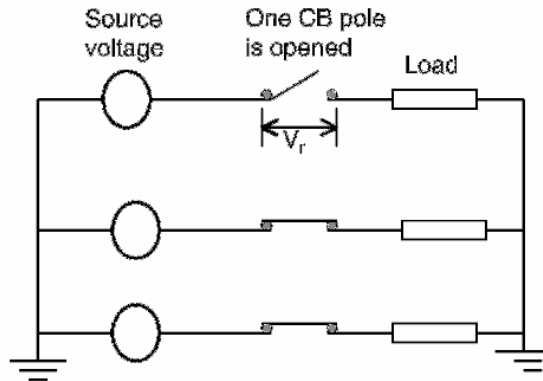 Source
voltage
One CB pole
is opened
Load
Vr